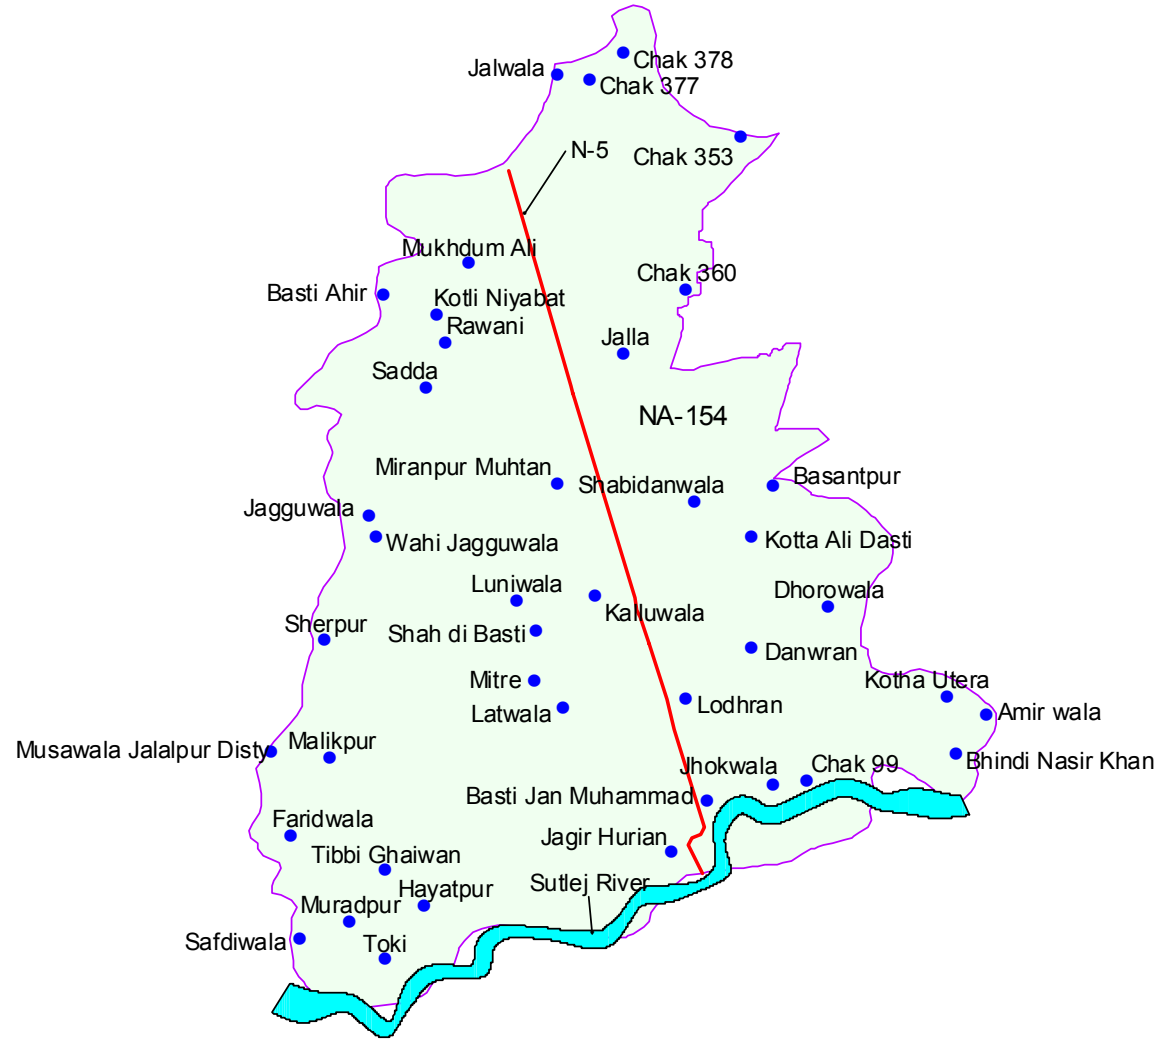 Chak 378
Jalwala
Chak 377
N-5
Chak 353
Mukhdum Ali
Chak 360
Basti Ahir
Kotli Niyabat
Rawani
Jalla
Sadda
NA-154
Miranpur Muhtan
Basantpur
Shabidanwala
Jagguwala
Kotta Ali Dasti
Wahi Jagguwala
Luniwala
Dhorowala
Kalluwala
Sherpur
Shah di Basti
Danwran
Mitre
Kotha Utera
Lodhran
Latwala
Amir wala
Malikpur
Musawala Jalalpur Disty
Bhindi Nasir Khan
Jhokwala
Chak 99
Basti Jan Muhammad
Faridwala
Jagir Hurian
Tibbi Ghaiwan
Sutlej River
Hayatpur
Muradpur
Safdiwala
Toki